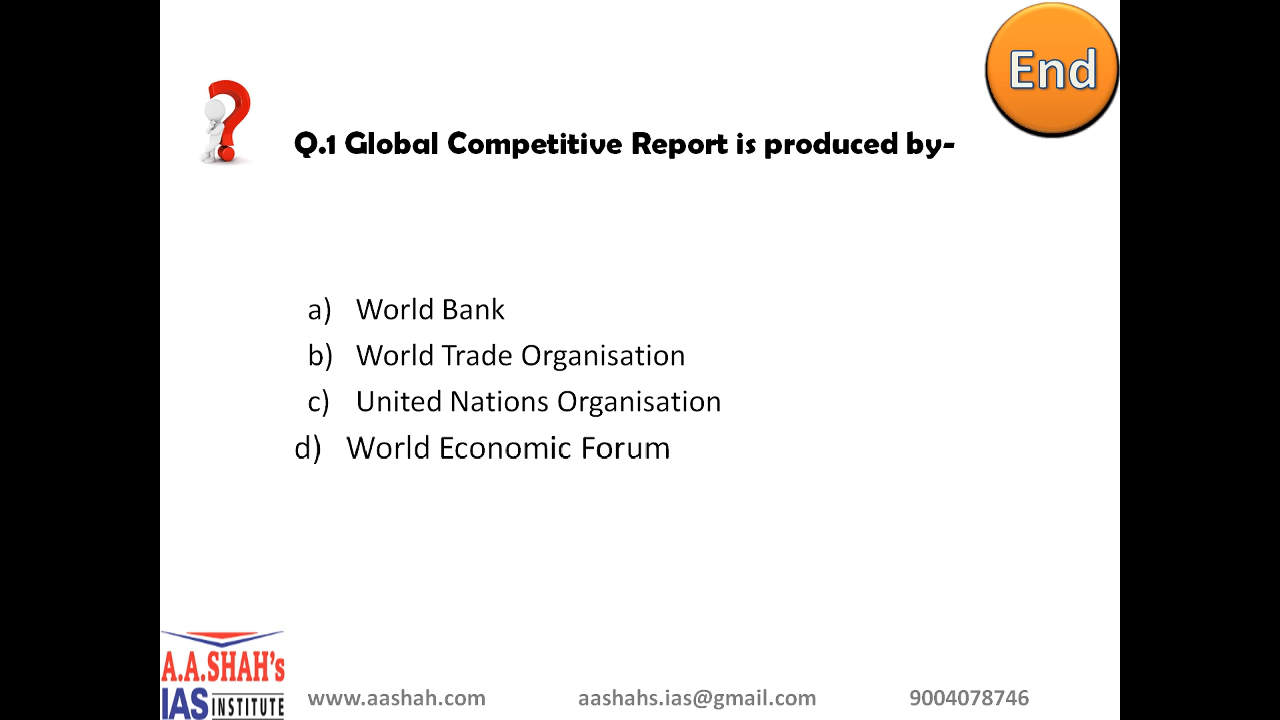 End
Q.1 Global Competitive Report is produced by-
a) World Bank
b) World Trade Organisation
c) United Nations Organisation
d) World Economic Forum
A.A.SHAH's
IAS INSTITUTE
www.aashah.com aashahs.ias@gmail.com 9004078746